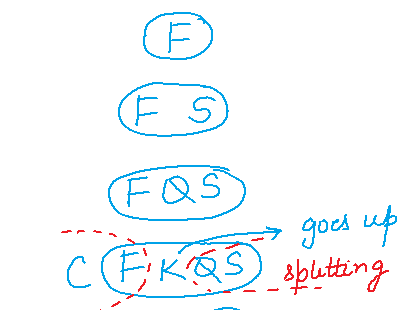 F
F S
F Q S
C F K Q S
goes up
splitting